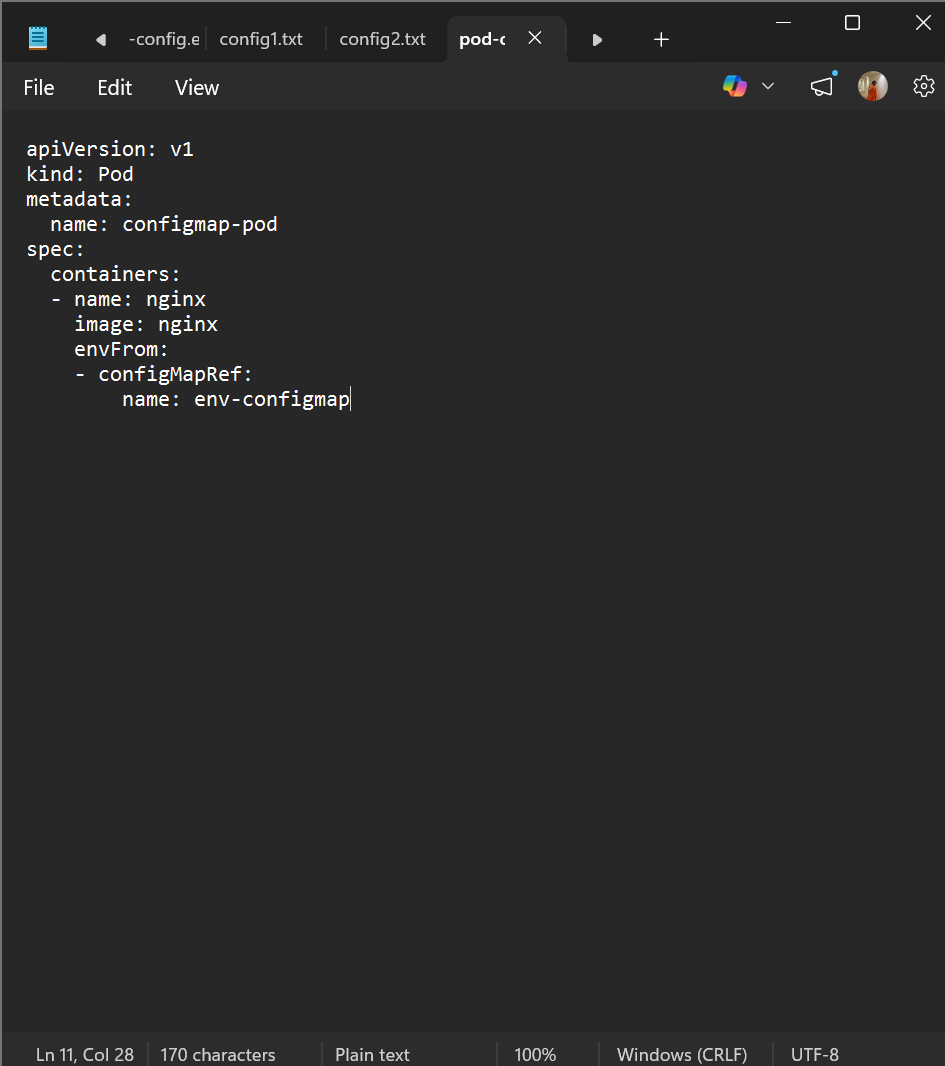 -config.e config1.txt config2.txt pod-c
File Edit View
apiVersion: v1
kind: Pod
metadata:
  name: configmap-pod
spec:
  containers:
  - name: nginx
    image: nginx
    envFrom:
    - configMapRef:
        name: env-configmap
Ln 11, Col 28 170 characters Plain text 100% Windows (CRLF) UTF-8